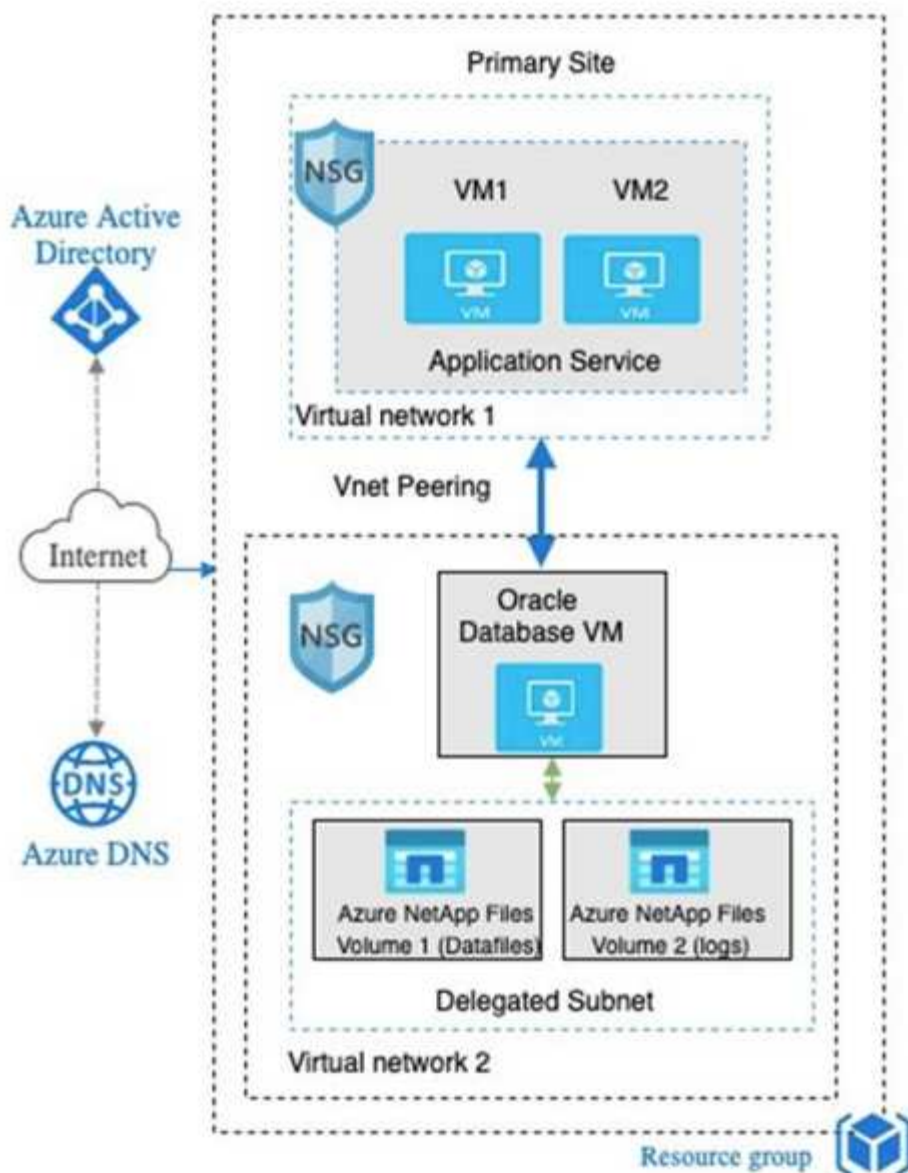 Primary Site
NSG
VM1
VM2
Azure Active
Directory
VM
VM
Application Service
Virtual network 1
Vnet Peering
Internet
Oracle
Database VM
NSG
VM
DNS
Azure DNS
Azure NetApp Files
Volume 1 (Datafiles)
Azure NetApp Files
Volume 2 (logs)
Delegated Subnet
Virtual network 2
Resource group